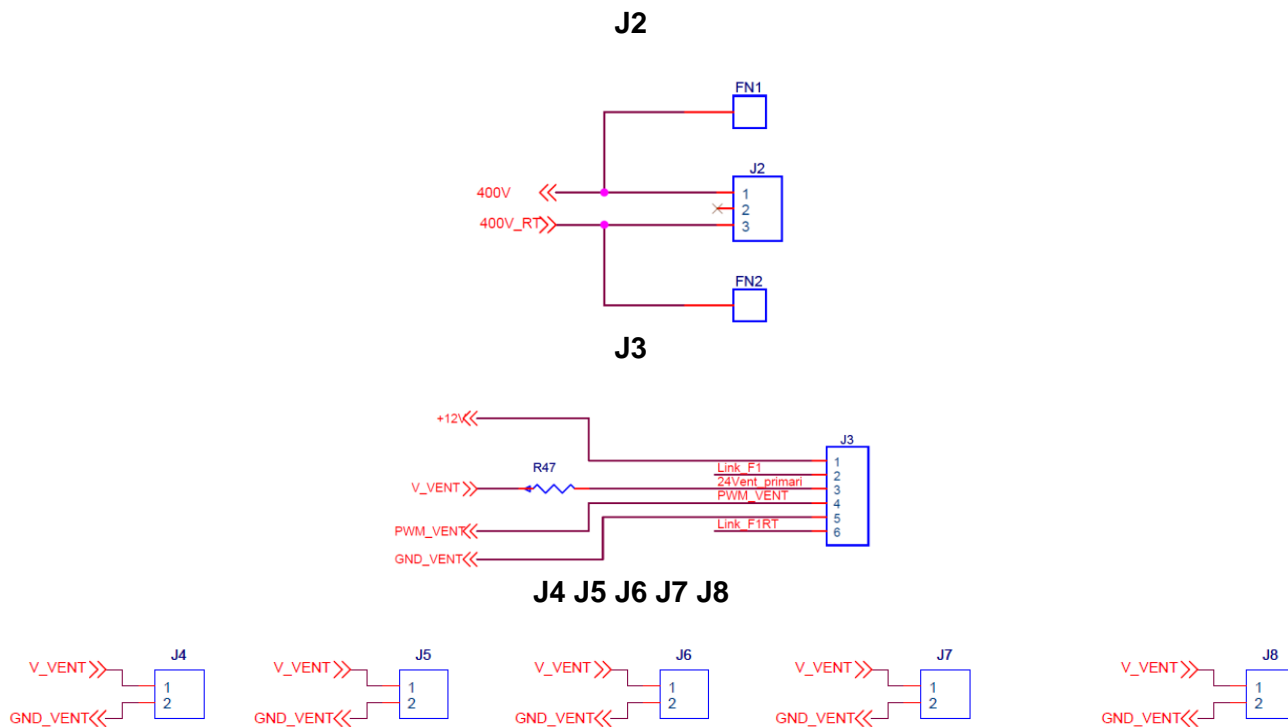 J2
FN1
J2
400V
1
2
400V_RT
3
FN2
J3
+12V
J3
R47
1
Link_F1
2
24Vent_primari
3
V_VENT
PWM_VENT
4
5
PWM_VENT
Link_F1RT
6
GND_VENT
J4 J5 J6 J7 J8
V_VENT J4 V_VENT J5 V_VENT J6 V_VENT J7 V_VENT J8
1 1 1 1 1
2 2 2 2 2
GND_VENT GND_VENT GND_VENT GND_VENT GND_VENT